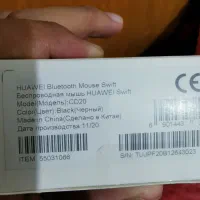 HUAWEI Bluetooth Mouse Swift
Беспроводная мышь HUAWEI Swift
Model(Модель):CD20
Color(Цвет):Black(Черный)
Made in China(Сделано в Китае)
Дата производства 11/20
ITEM: 55031086
CE